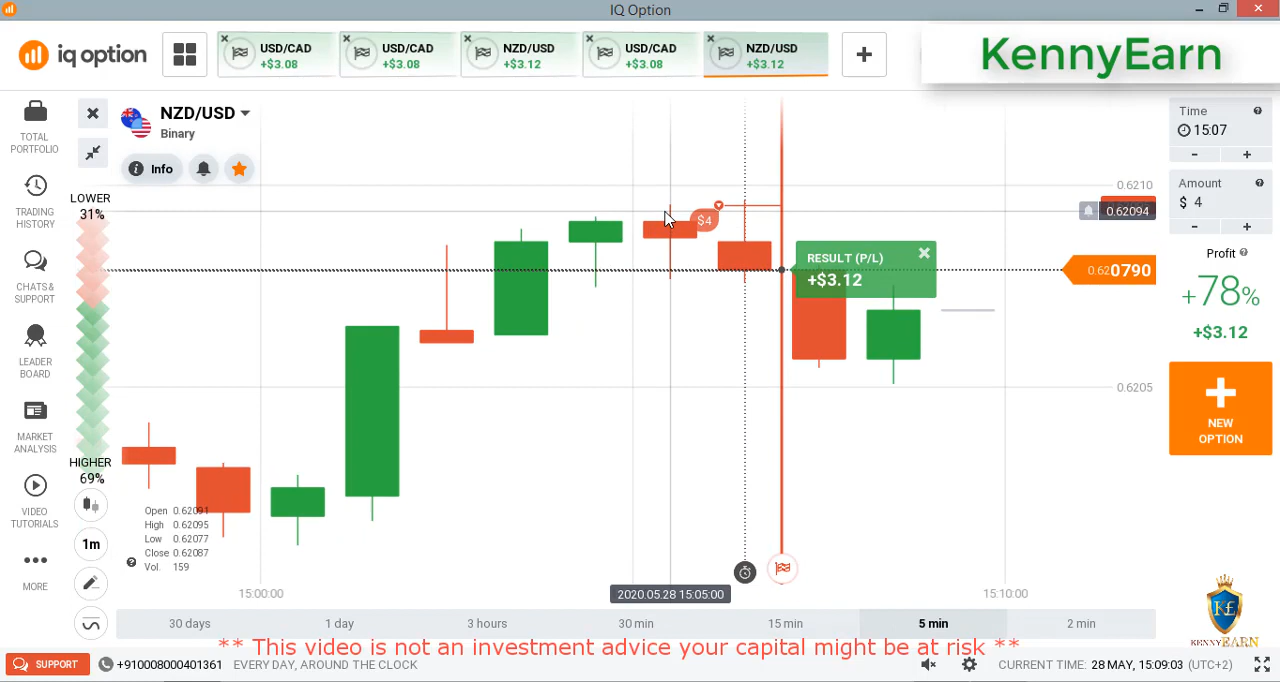 IQ Option
iq option
USD/CAD
+$3.08
USD/CAD
+$3.08
NZD/USD
+$3.12
USD/CAD
+$3.08
NZD/USD
+$3.12
KennyEarn
TOTAL
PORTFOLIO
TRADING
HISTORY
CHATS &
SUPPORT
LEADER
BOARD
MARKET
ANALYSIS
VIDEO
TUTORIALS
MORE
LOWER
31%
HIGHER
69%
1m
NZD/USD
Binary
Info
$4
RESULT (P/L)
+$3.12
0.6210
0.62094
0.620790
0.6205
Open 0.62091
High 0.62095
Low 0.62077
Close 0.62087
Vol. 159
15:00:00
2020.05.28 15:05:00
15:10:00
30 days
1 day
3 hours
30 min
15 min
5 min
2 min
Time
15:07
- +
Amount
$ 4
- +
Profit
+78%
+$3.12
NEW
OPTION
K£
KENNYEARN
** This video is not an investment advice your capital might be at risk **
SUPPORT
+910008000401361
EVERY DAY, AROUND THE CLOCK
CURRENT TIME: 28 MAY, 15:09:03 (UTC+2)